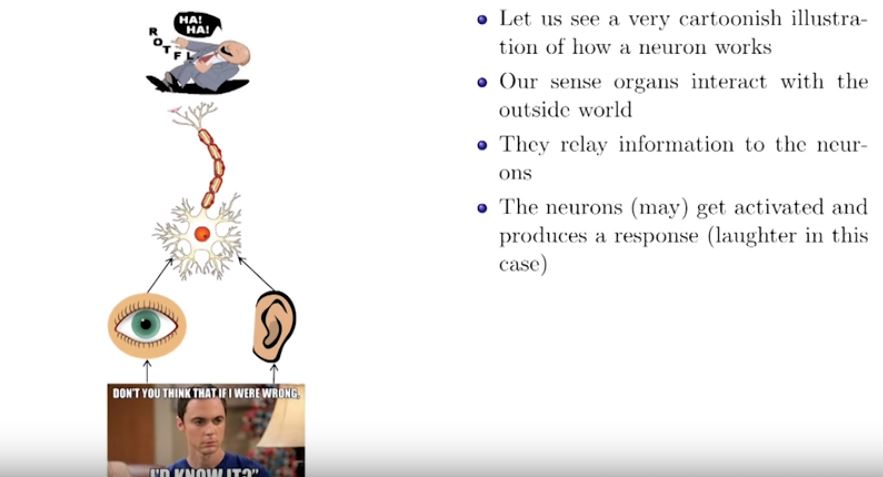 HA!
HA!
ROTFL
Let us see a very cartoonish illustra-
tion of how a neuron works
Our sense organs interact with the
outside world
They relay information to the neur-
ons
The neurons (may) get activated and
produces a response (laughter in this
case)
DON'T YOU THINK THAT IF I WERE WRONG,
I'D KNOW IT?"